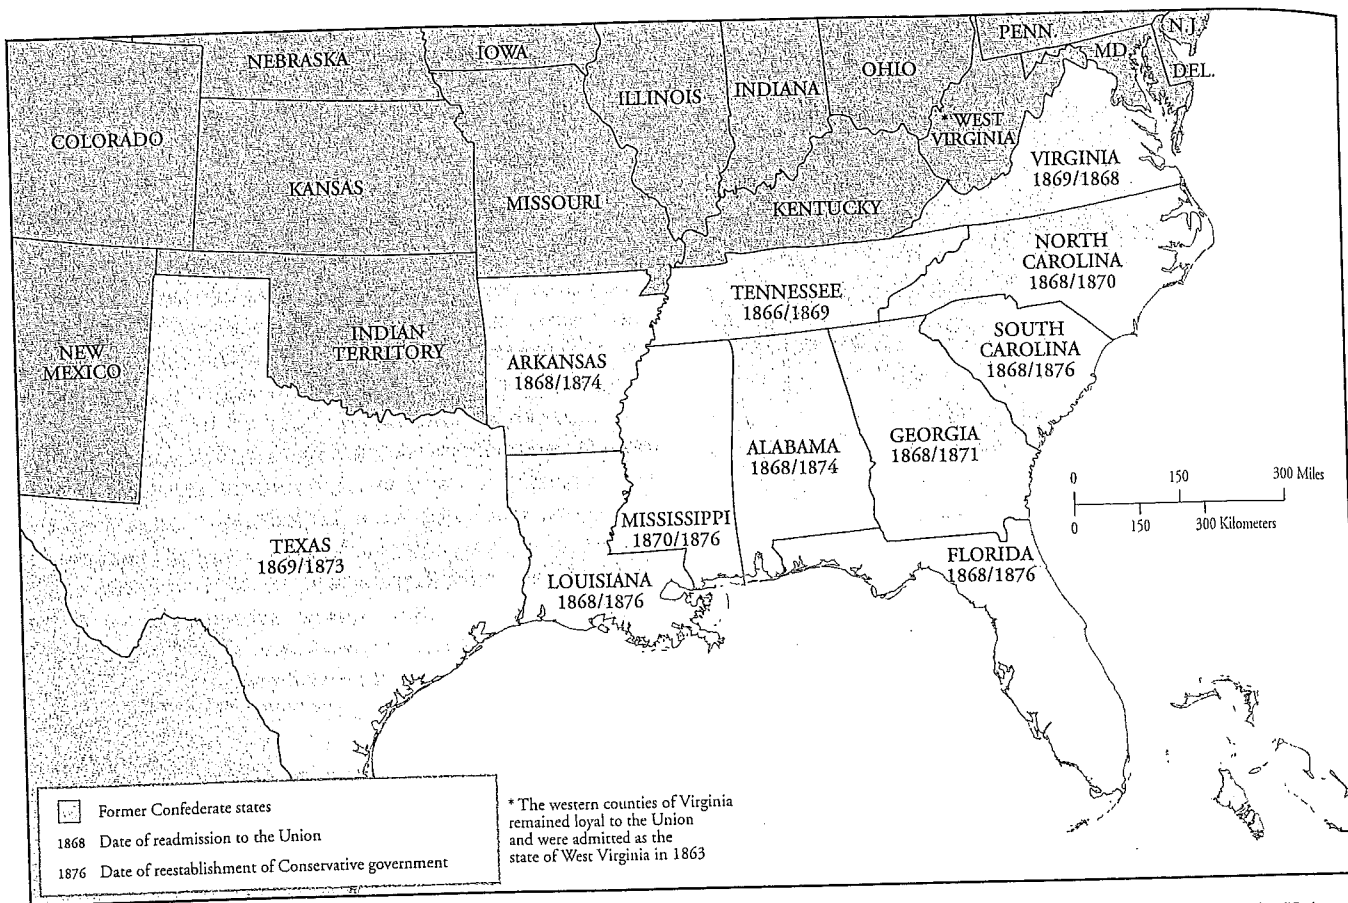 NEBRASKA
IOWA
ILLINOIS
INDIANA
OHIO
PENN.
N.J.
MD.
DEL.
COLORADO
KANSAS
MISSOURI
KENTUCKY
* WEST
VIRGINIA
VIRGINIA
1869/1868
NEW
MEXICO
INDIAN
TERRITORY
ARKANSAS
1868/1874
TENNESSEE
1866/1869
NORTH
CAROLINA
1868/1870
SOUTH
CAROLINA
1868/1876
TEXAS
1869/1873
LOUISIANA
1868/1876
MISSISSIPPI
1870/1876
ALABAMA
1868/1874
GEORGIA
1868/1871
FLORIDA
1868/1876
0 150 300 Miles
0 150 300 Kilometers
Former Confederate states
1868 Date of readmission to the Union
1876 Date of reestablishment of Conservative government
* The western counties of Virginia
remained loyal to the Union
and were admitted as the
state of West Virginia in 1863